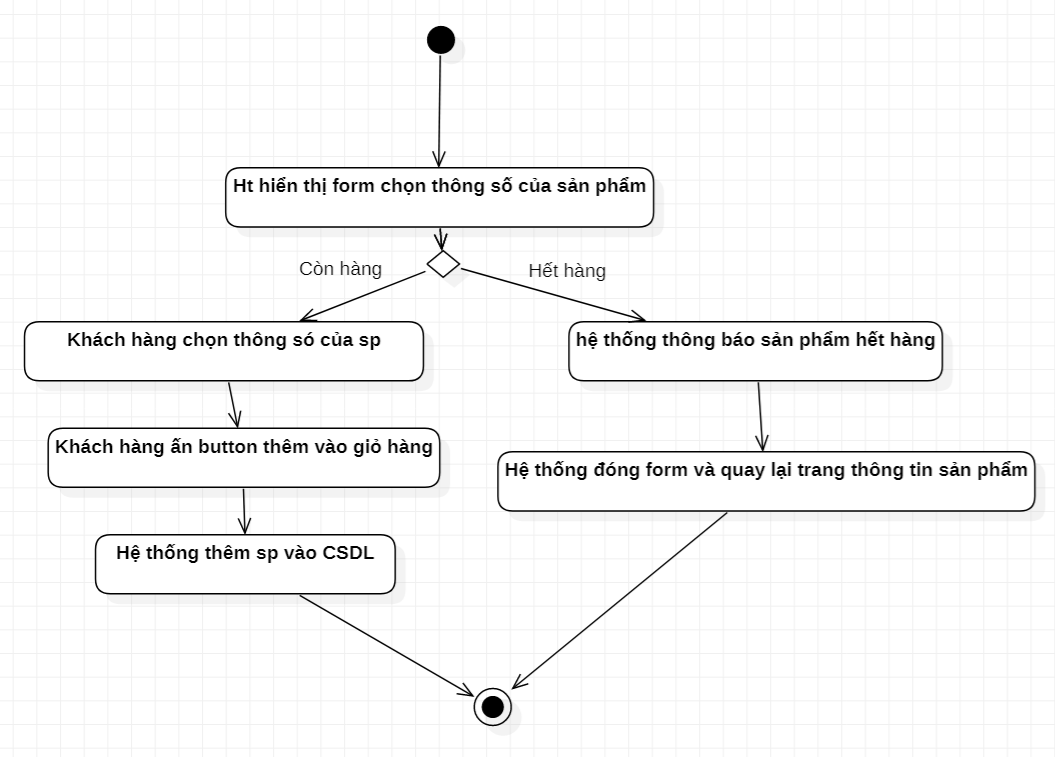 Ht hiển thị form chọn thông số của sản phẩm
Còn hàng
Hết hàng
Khách hàng chọn thông só của sp
hệ thống thông báo sản phẩm hết hàng
Khách hàng ấn button thêm vào giỏ hàng
Hệ thống đóng form và quay lại trang thông tin sản phẩm
Hệ thống thêm sp vào CSDL